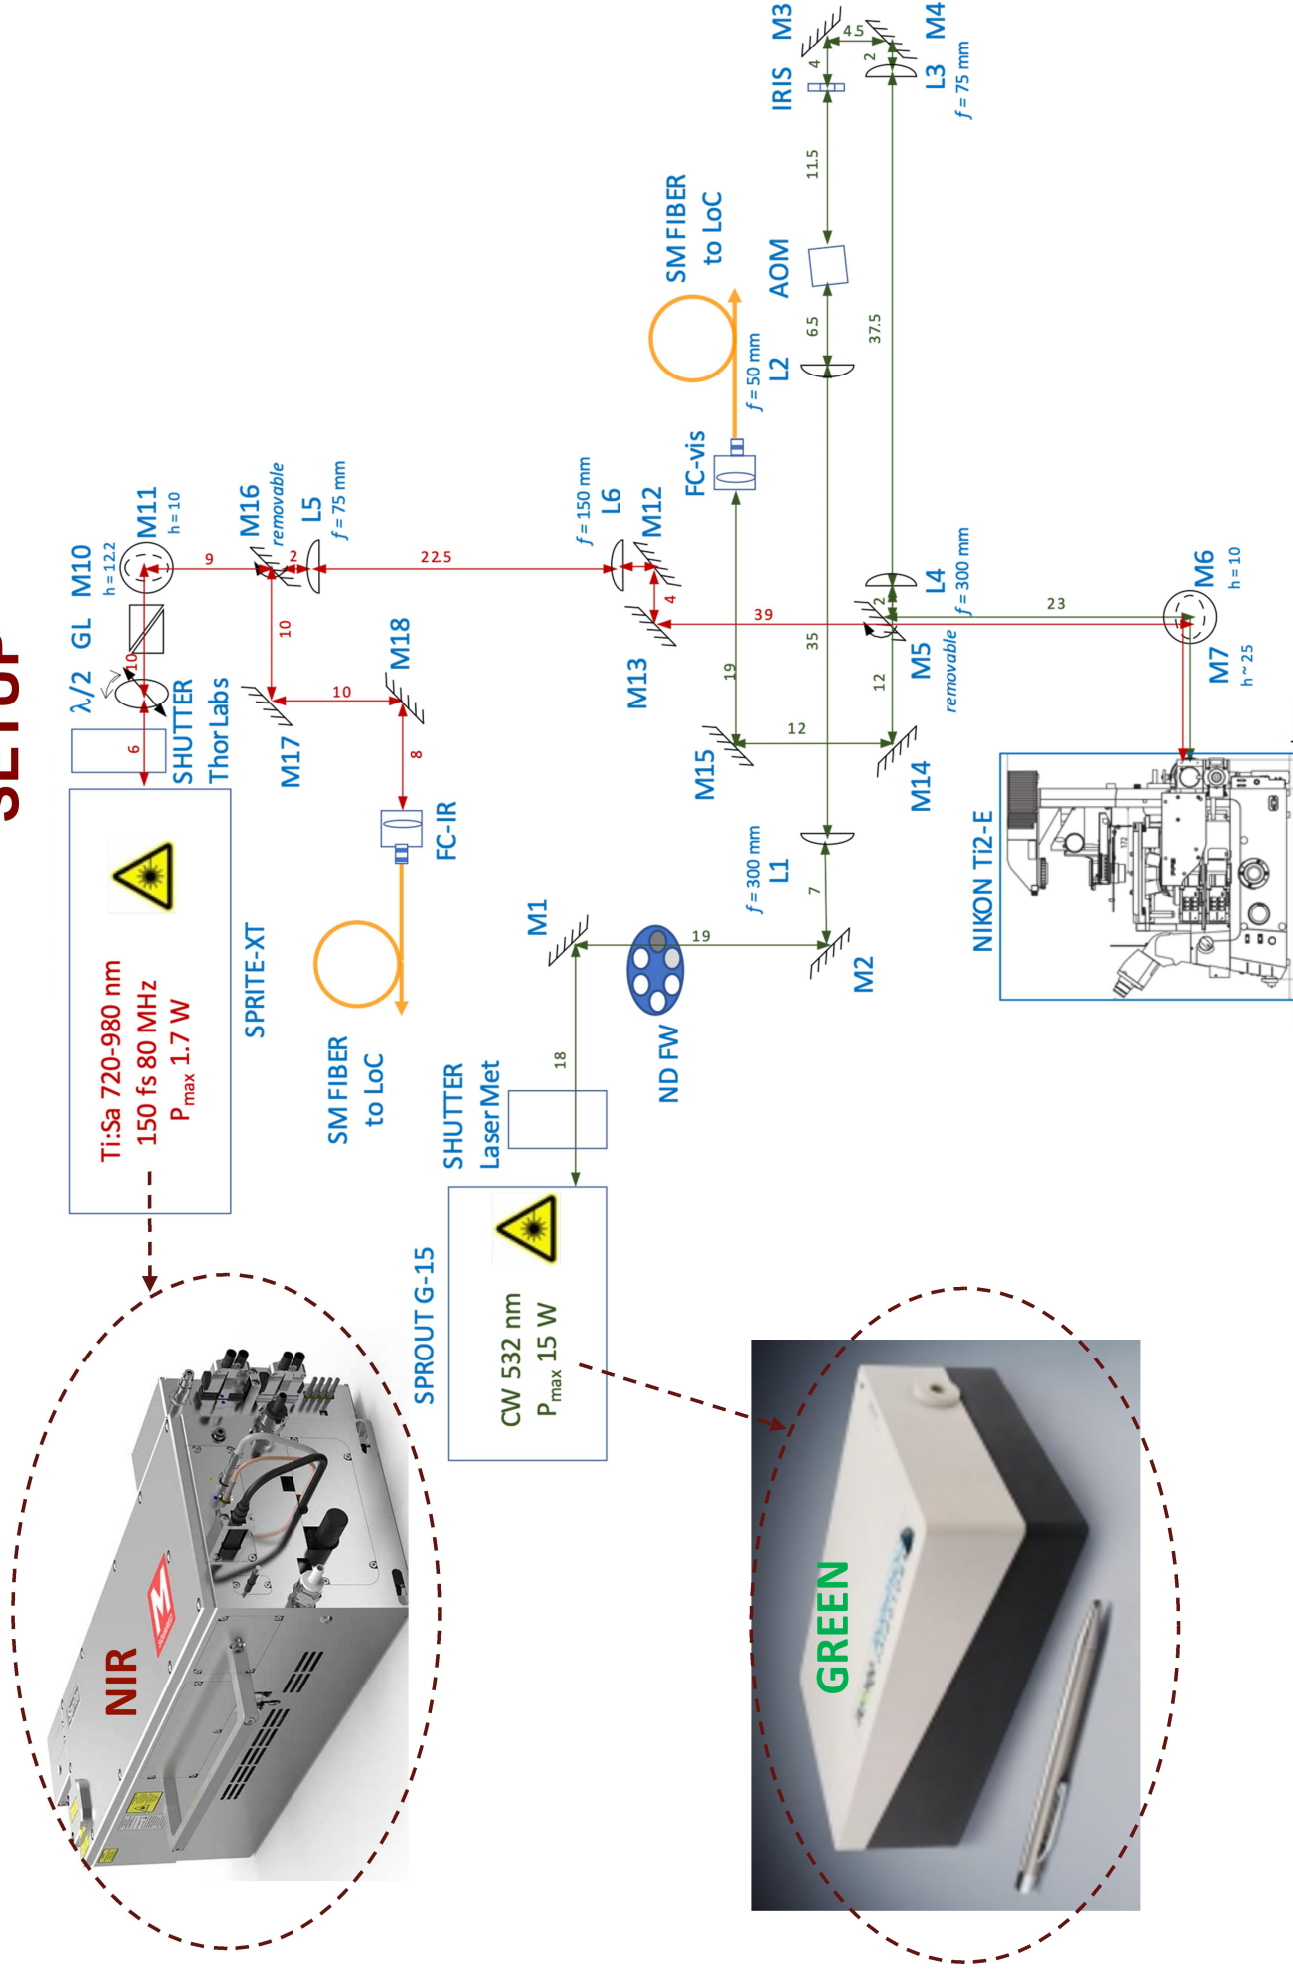 SETUP
NIR
Ti:Sa 720-980 nm
150 fs 80 MHz
Pmax 1.7 W
SPRITE-XT
SHUTTER
ThorLabs
λ/2
GL
M10
h = 12.2
M11
h = 10
6
10
9
M16
removable
2
L5
f = 75 mm
10
M17
10
M18
8
FC-IR
SM FIBER
to LoC
22.5
f = 150 mm
L6
M12
4
M13
39
SPROUT G-15
CW 532 nm
Pmax 15 W
GREEN
SHUTTER
LaserMet
18
M1
ND FW
19
M2
7
f = 300 mm
L1
35
L2
f = 50 mm
6.5
AOM
11.5
IRIS
4
M3
4.5
M4
2
L3
f = 75 mm
37.5
L4
f = 300 mm
2
M5
removable
12
M14
12
M15
19
FC-vis
SM FIBER
to LoC
23
M6
h = 10
M7
h ~ 25
NIKON Ti2-E